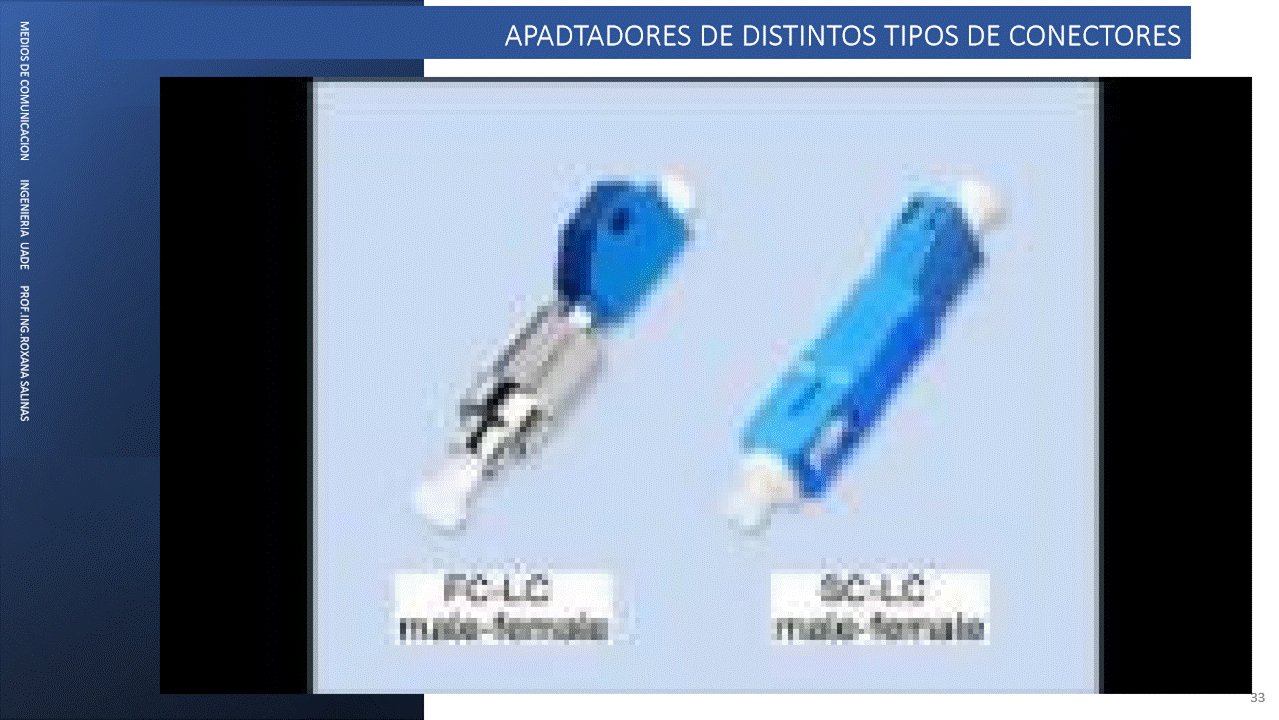 APADTADORES DE DISTINTOS TIPOS DE CONECTORES
MEDIOS DE COMUNICACION INGENIERIA UADE PROF.ING.ROXANA SALINAS
FC-LC
male-female
SC-LC
male-female
33